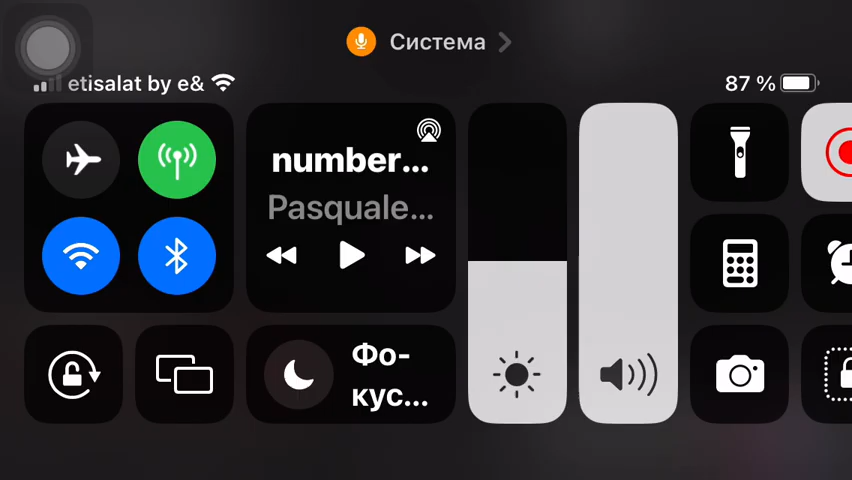 Система
etisalat by e&
87 %
number...
Pasquale...
Фо-
кус...